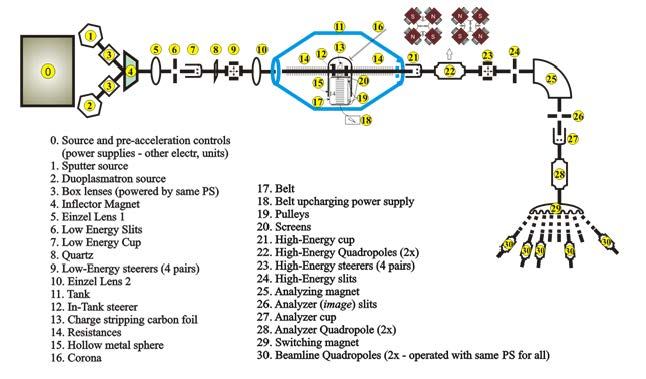 11
16
1
5
6
7
8
9
10
14
12
13
14
21
S N
N S
N S
S N
23
24
3
0
4
22
25
3
15
20
2
17
19
18
26
27
28
29
30
30
30
30
30
0. Source and pre-acceleration controls
(power supplies - other electr, units)
1. Sputter source
2. Duoplasmatron source
3. Box lenses (powered by same PS)
4. Inflector Magnet
5. Einzel Lens 1
6. Low Energy Slits
7. Low Energy Cup
8. Quartz
9. Low-Energy steerers (4 pairs)
10. Einzel Lens 2
11. Tank
12. In-Tank steerer
13. Charge stripping carbon foil
14. Resistances
15. Hollow metal sphere
16. Corona
17. Belt
18. Belt upcharging power supply
19. Pulleys
20. Screens
21. High-Energy cup
22. High-Energy Quadropoles (2x)
23. High-Energy steerers (4 pairs)
24. High-Energy slits
25. Analyzing magnet
26. Analyzer (image) slits
27. Analyzer cup
28. Analyzer Quadropole (2x)
29. Switching magnet
30. Beamline Quadropoles (2x - operated with same PS for all)